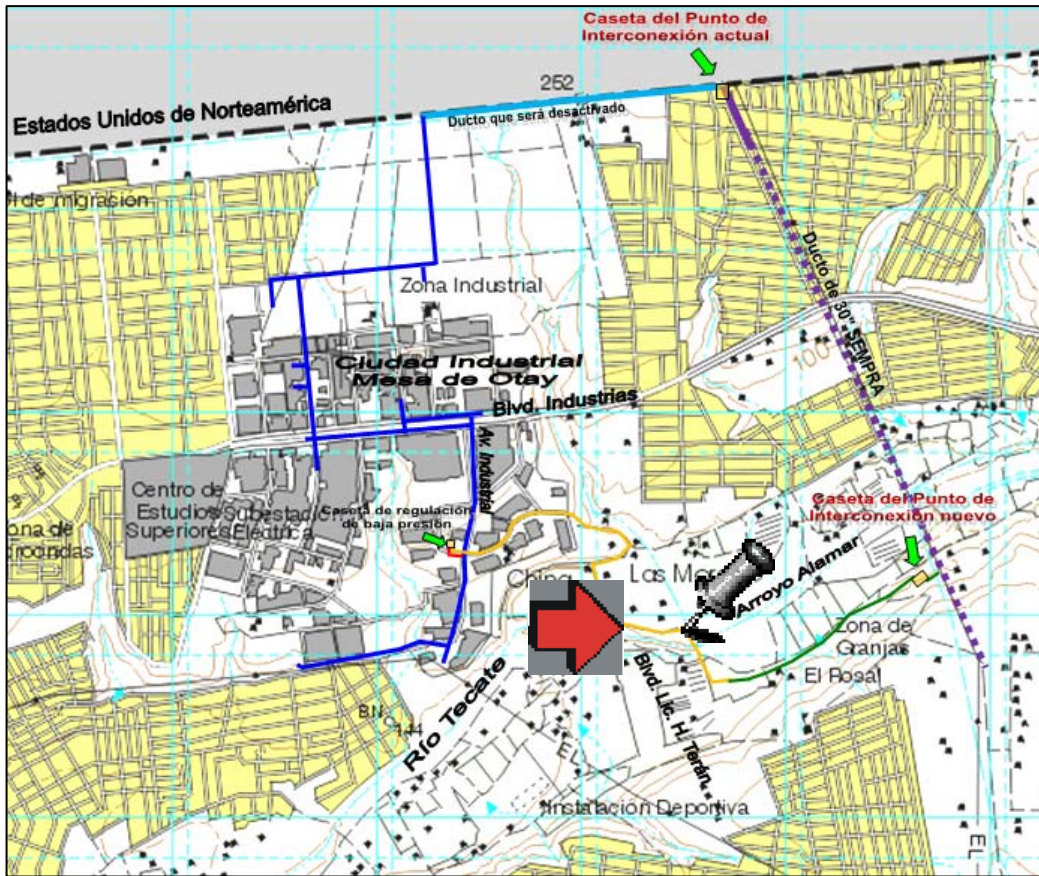 Caseta del Punto de
Interconexión actual
252
Estados Unidos de Norteamérica
Ducto que será desactivado
de migración
Zona Industrial
Ducto de 30" SEMPRA
100
Ciudad Industrial
Mesa de Otay
Blvd. Industrias
Av. Industrial
Centro de
Estudios
Superiores
Subestación
Eléctrica
Caseta de regulación
de baja presión
Caseta del Punto de
Interconexión nuevo
Arroyo Alamar
Zona de
Granjas
El Rosal
Río Tecate
Blvd. Lic. H. Terán
B.N.
144
EL
Instalación Deportiva
EL